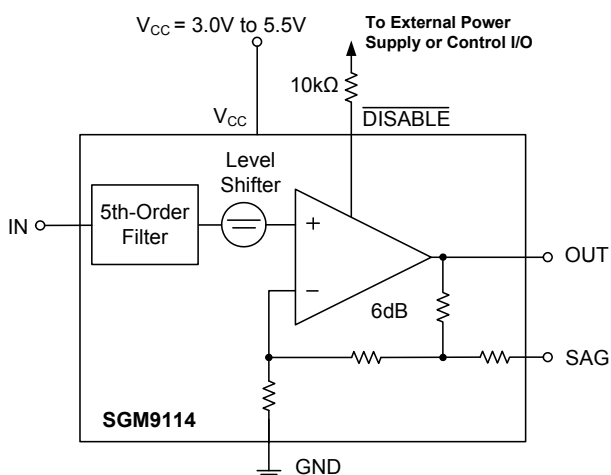 V_CC = 3.0V to 5.5V
To External Power
Supply or Control I/O
10kΩ
V_CC
DISABLE
Level
Shifter
5th-Order
Filter
IN
+
−
6dB
OUT
SAG
SGM9114
GND